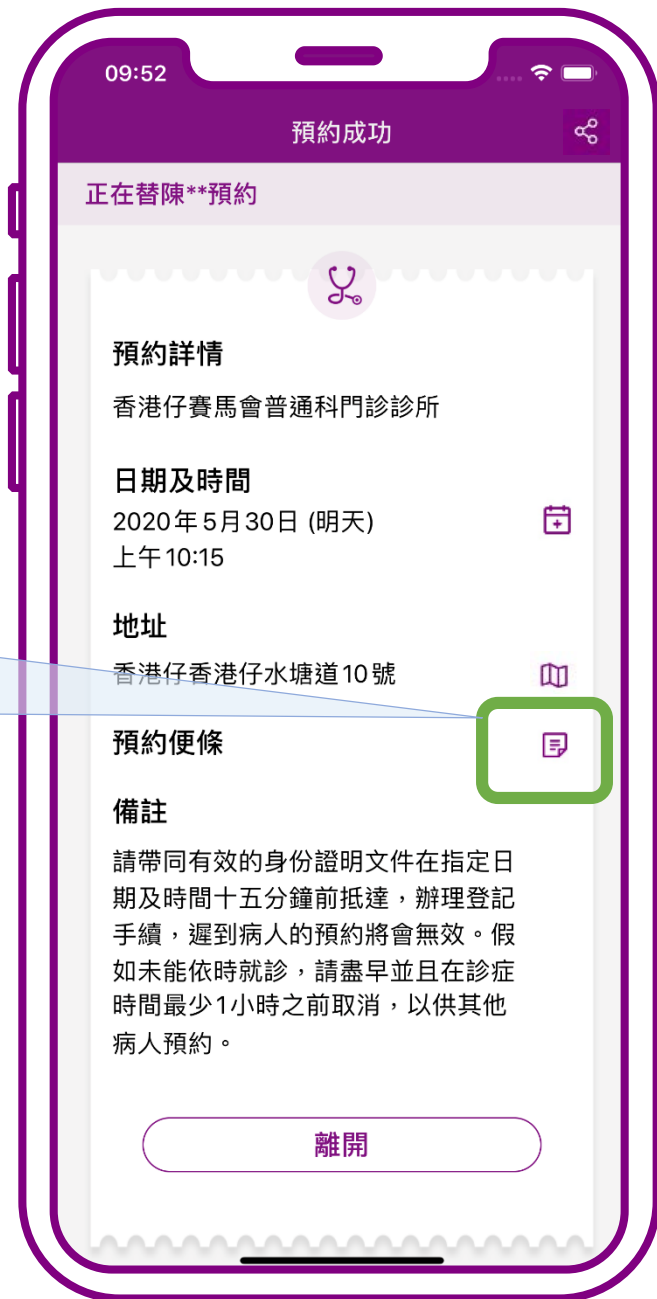 09:52
預約成功
正在替陳**預約
預約詳情
香港仔賽馬會普通科門診診所
日期及時間
2020年5月30日 (明天)
上午10:15
地址
香港仔香港仔水塘道10號
預約便條
備註
請帶同有效的身份證明文件在指定日
期及時間十五分鐘前抵達，辦理登記
手續，遲到病人的預約將會無效。假
如未能依時就診，請盡早並且在診症
時間最少1小時之前取消，以供其他
病人預約。
離開